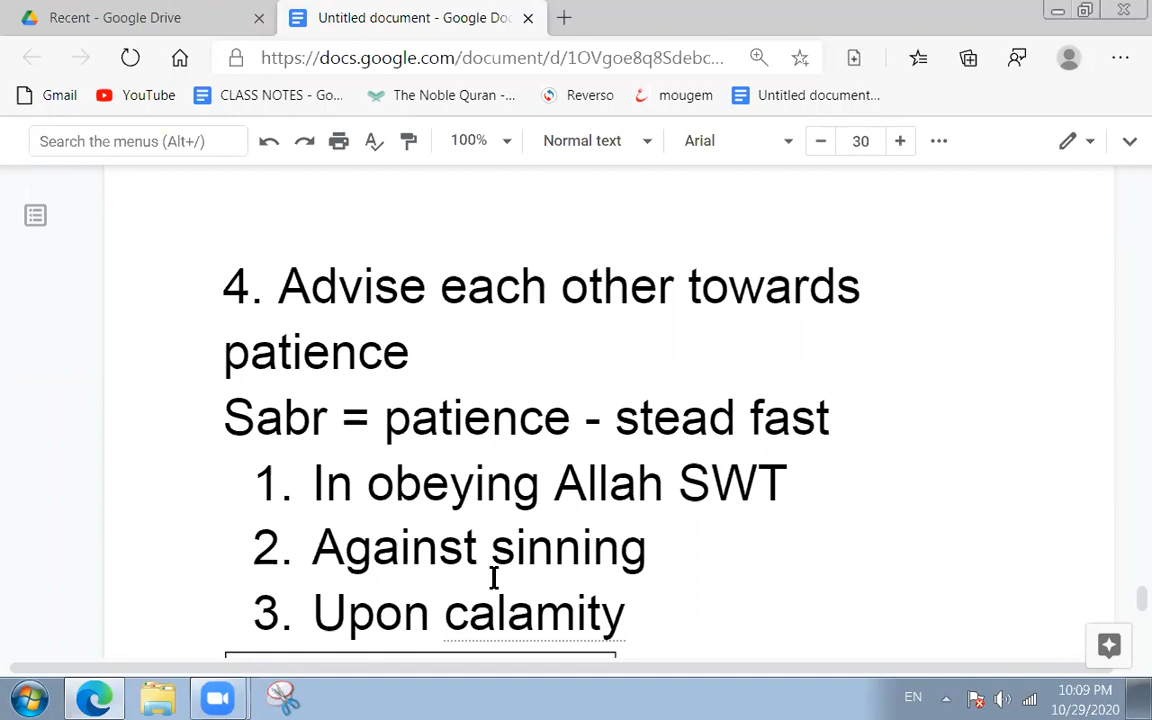 Recent - Google Drive
Untitled document - Google Doc
https://docs.google.com/document/d/1OVgoe8q8Sdebc...
Gmail
YouTube
CLASS NOTES - Go...
The Noble Quran -...
Reverso
mougem
Untitled document...
Search the menus (Alt+/)
100%
Normal text
Arial
30
4. Advise each other towards
patience
Sabr = patience - stead fast
1. In obeying Allah SWT
2. Against sinning
3. Upon calamity
EN
10:09 PM
10/29/2020